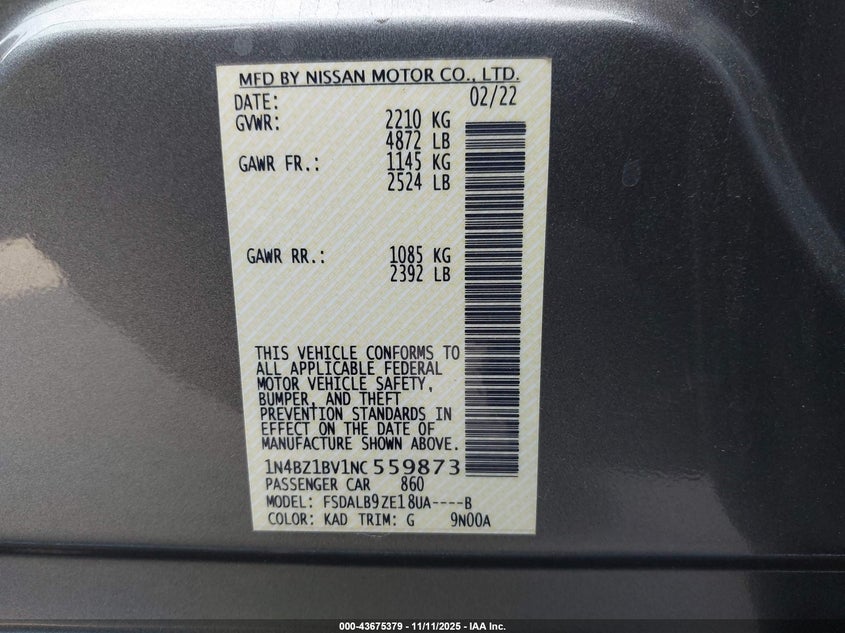 MFD BY NISSAN MOTOR CO., LTD.
DATE: 02/22
GVWR: 2210 KG
4872 LB
GAWR FR.: 1145 KG
2524 LB
GAWR RR.: 1085 KG
2392 LB
THIS VEHICLE CONFORMS TO
ALL APPLICABLE FEDERAL
MOTOR VEHICLE SAFETY,
BUMPER, AND THEFT
PREVENTION STANDARDS IN
EFFECT ON THE DATE OF
MANUFACTURE SHOWN ABOVE.
1N4BZ1BV1NC559873
PASSENGER CAR 860
MODEL: FSDALB9ZE18UA----B
COLOR: KAD TRIM: G 9N00A
000-43675379 - 11/11/2025 - IAA Inc.